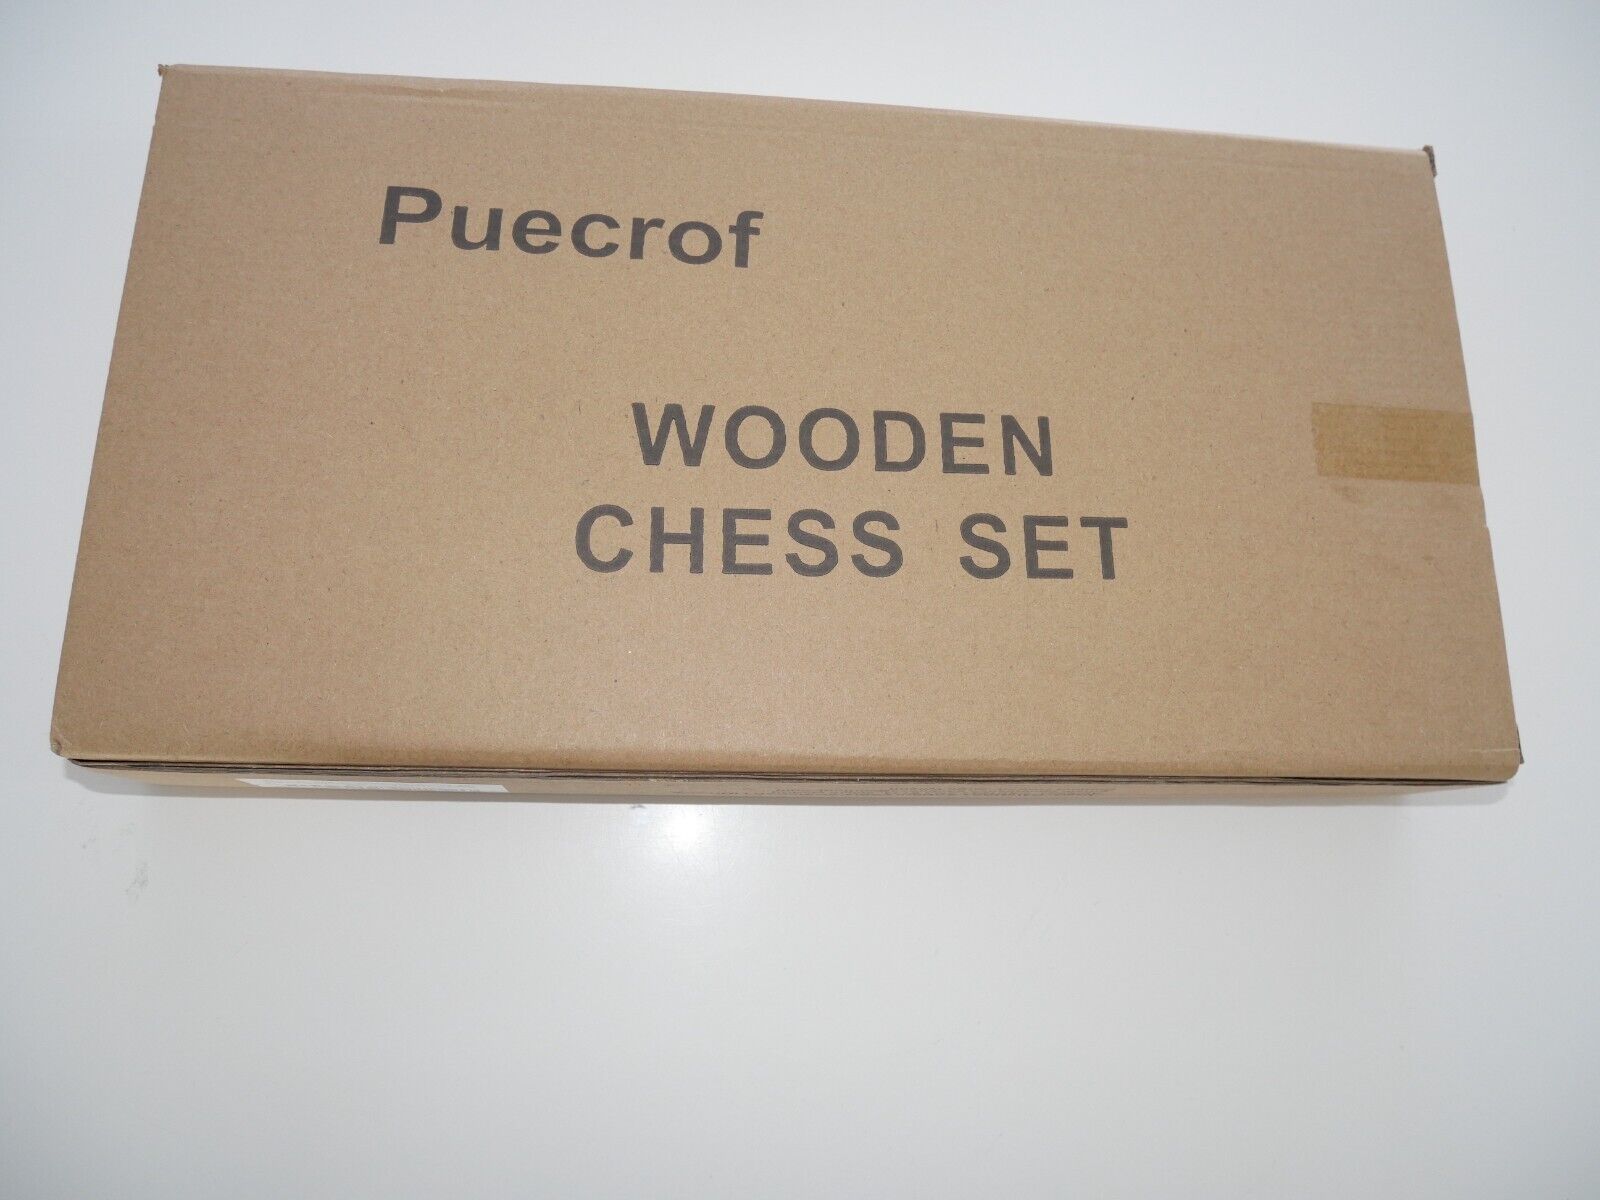 Puecrof
WOODEN
CHESS SET